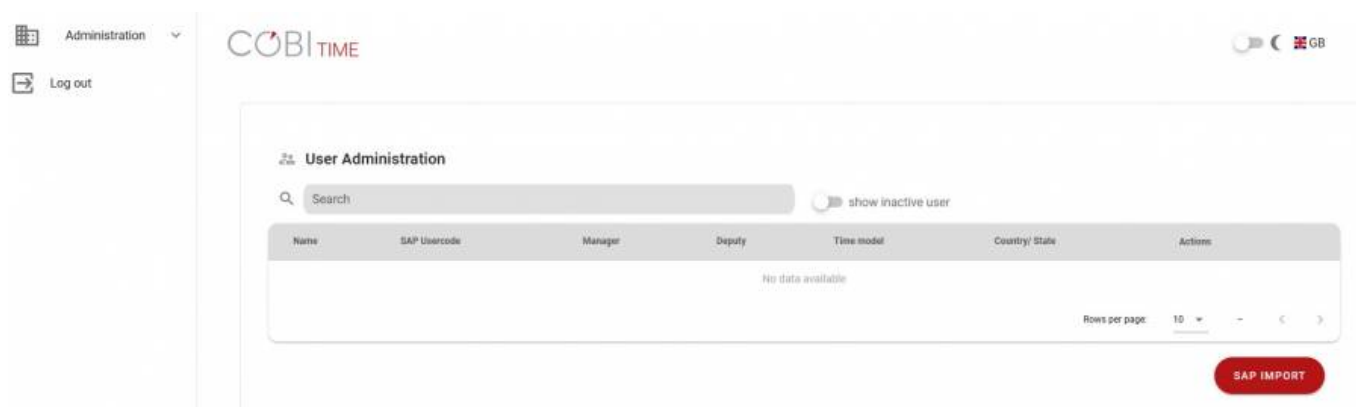 Administration
Log out
COBI TIME
GB
User Administration
Search
show inactive user
Name SAP Usercode Manager Deputy Time model Country/ State Actions
No data available
Rows per page: 10 –
SAP IMPORT